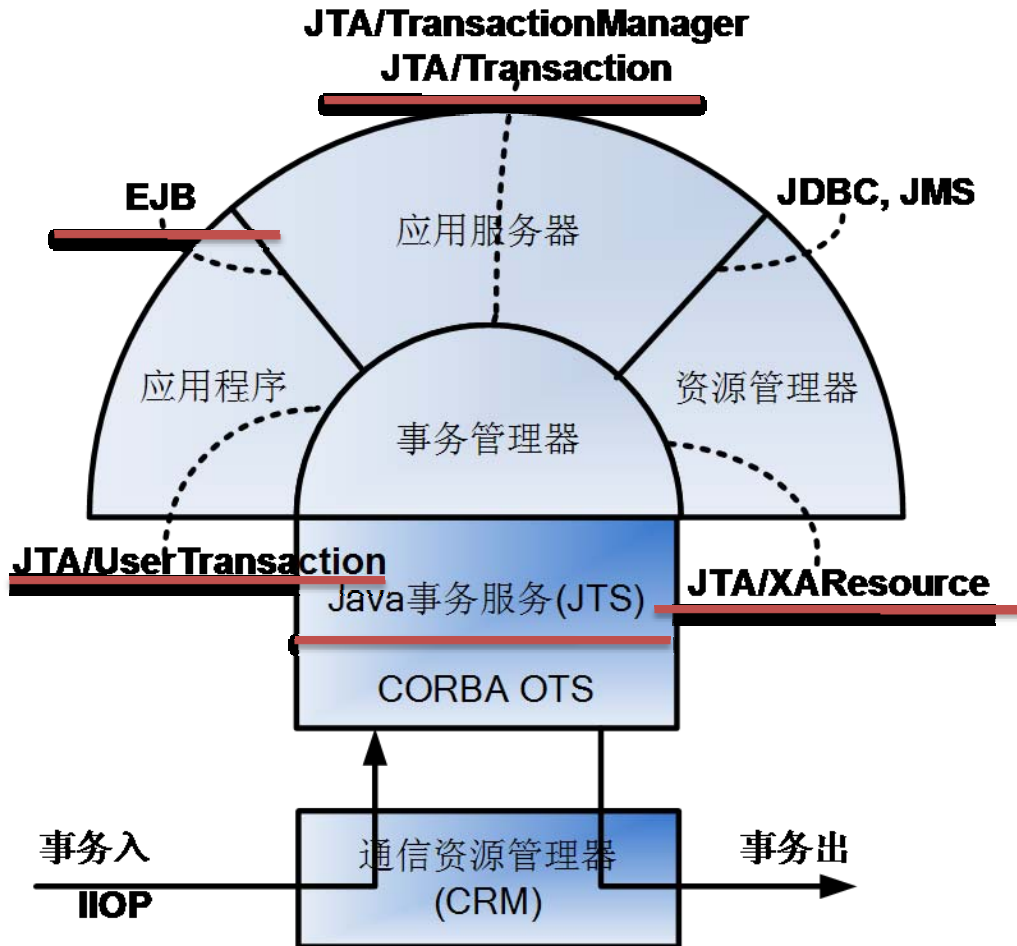 JTA/TransactionManager
JTA/Transaction
EJB
JDBC, JMS
应用服务器
应用程序
资源管理器
事务管理器
JTA/UserTransaction
JTA/XAResource
Java事务服务(JTS)
CORBA OTS
事务入
通信资源管理器
事务出
IIOP
(CRM)